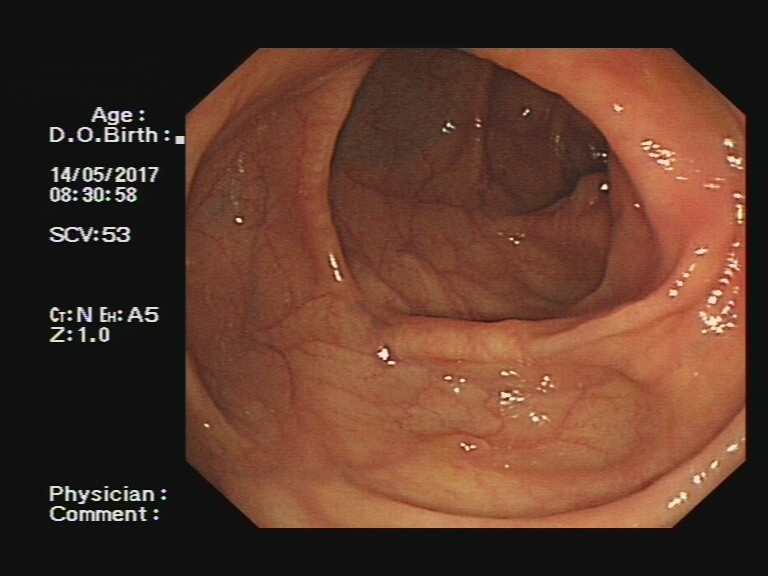 Age:
D.O.Birth:
14/05/2017
08:30:58
SCV:53
Ct:N Eh:A5
Z:1.0
Physician:
Comment: